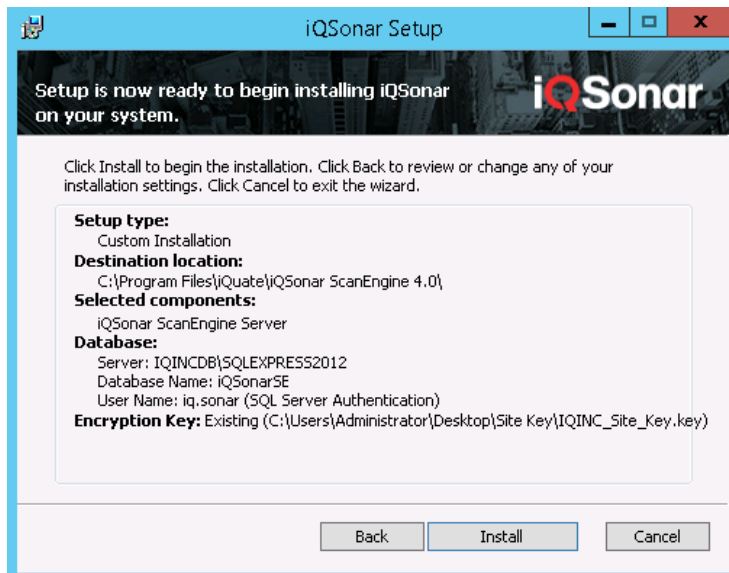 iQSonar Setup
Setup is now ready to begin installing iQSonar
on your system.
iQSonar
Click Install to begin the installation. Click Back to review or change any of your
installation settings. Click Cancel to exit the wizard.
Setup type:
Custom Installation
Destination location:
C:\Program Files\iQuate\iQSonar ScanEngine 4.0\
Selected components:
iQSonar ScanEngine Server
Database:
Server: IQINCDB\SQLEXPRESS2012
Database Name: iQSonarSE
User Name: iq.sonar (SQL Server Authentication)
Encryption Key: Existing (C:\Users\Administrator\Desktop\Site Key\IQINC_Site_Key.key)
Back
Install
Cancel